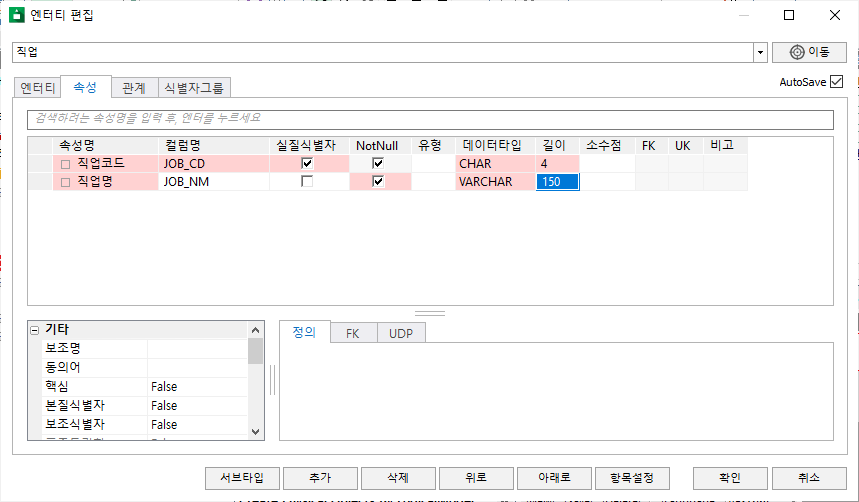 엔터티 편집
직업
이동
엔터티 속성 관계 식별자그룹
AutoSave
검색하려는 속성명을 입력 후, 엔터를 누르세요
속성명 컬럼명 실질식별자 NotNull 유형 데이터타입 길이 소수점 FK UK 비고
직업코드 JOB_CD CHAR 4
직업명 JOB_NM VARCHAR 150
기타
보조명
동의어
핵심 False
본질식별자 False
보조식별자 False
정의 FK UDP
서브타입 추가 삭제 위로 아래로 항목설정 확인 취소